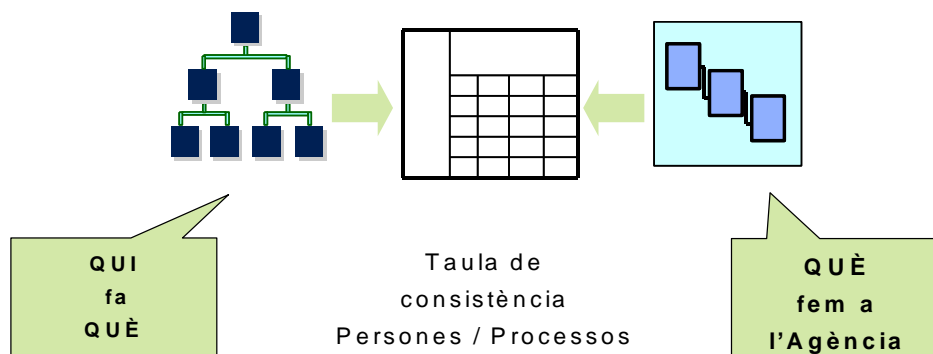 QUI
fa
QUÈ
Taula de
consistència
Persones / Processos
QUÈ
fem a
l'Agència